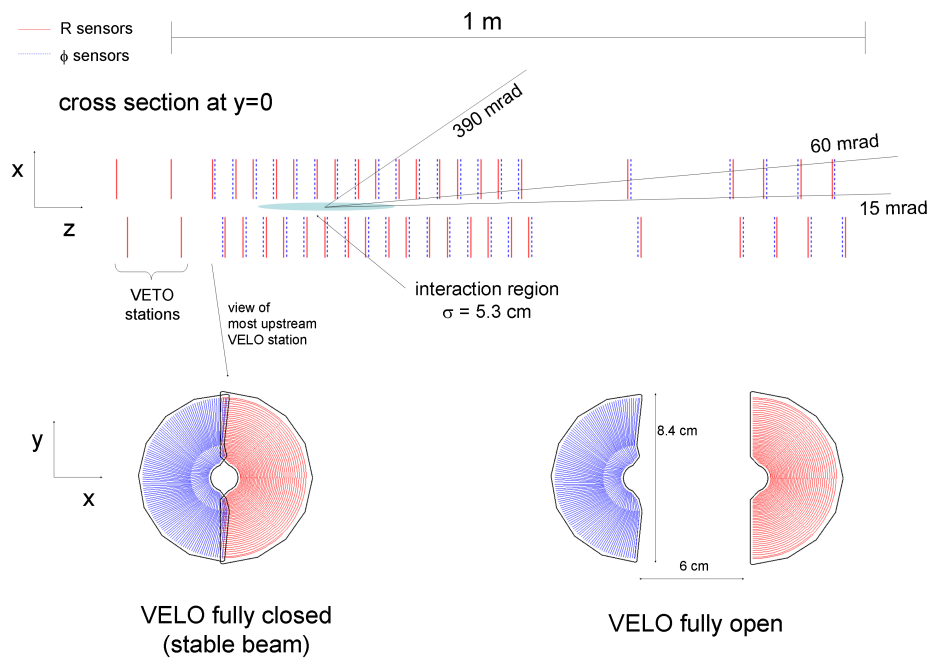 R sensors
1 m
ϕ sensors
cross section at y=0
390 mrad
60 mrad
x
15 mrad
z
VETO
stations
interaction region
σ = 5.3 cm
view of
most upstream
VELO station
y
x
8.4 cm
6 cm
VELO fully closed
(stable beam)
VELO fully open